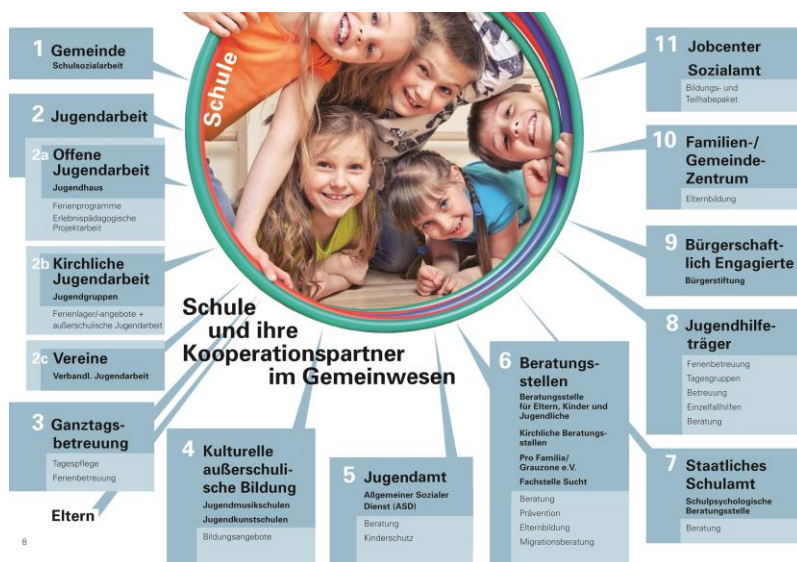 Schule
Schule
und ihre
Kooperationspartner
im Gemeinwesen
1 Gemeinde
Schulsozialarbeit
2 Jugendarbeit
2a Offene
Jugendarbeit
Jugendhaus
Ferienprogramme
Erlebnispädagogische
Projektarbeit
2b Kirchliche
Jugendarbeit
Jugendgruppen
Ferienlager/-angebote +
außerschulische Jugendarbeit
2c Vereine
Verbandl. Jugendarbeit
3 Ganztags-
betreuung
Tagespflege
Ferienbetreuung
Eltern
4 Kulturelle
außerschuli-
sche Bildung
Jugendmusikschulen
Jugendkunstschulen
Bildungsangebote
5 Jugendamt
Allgemeiner Sozialer
Dienst (ASD)
Beratung
Kinderschutz
6 Beratungs-
stellen
Beratungsstelle
für Eltern, Kinder und
Jugendliche
Kirchliche Beratungs-
stellen
Pro Familia/
Grauzone e.V.
Fachstelle Sucht
Beratung
Prävention
Elternbildung
Migrationsberatung
7 Staatliches
Schulamt
Schulpsychologische
Beratungsstelle
Beratung
8 Jugendhilfe-
träger
Ferienbetreuung
Tagesgruppen
Betreuung
Einzelfallhilfen
Beratung
9 Bürgerschaft-
lich Engagierte
Bürgerstiftung
10 Familien-/
Gemeinde-
Zentrum
Elternbildung
11 Jobcenter
Sozialamt
Bildungs- und
Teilhabepaket
8